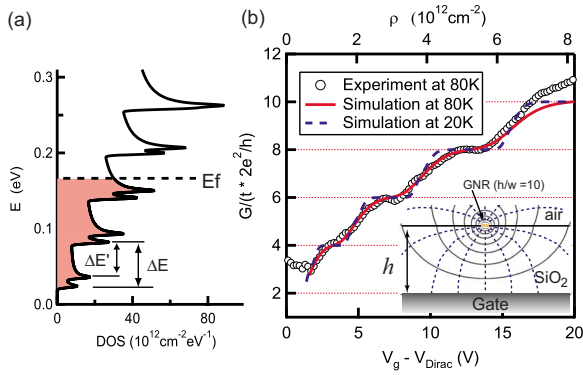 (a)
0.3
0.2
0.1
0.0
E (eV)
Ef
ΔE'
ΔE
0
40
80
DOS (10¹²cm⁻²eV⁻¹)
(b)
ρ (10¹²cm⁻²)
0
2
4
6
8
12
10
8
6
4
2
G/(t * 2e²/h)
Experiment at 80K
Simulation at 80K
Simulation at 20K
GNR (h/w =10)
air
h
SiO₂
Gate
0
5
10
15
20
V_g - V_Dirac (V)